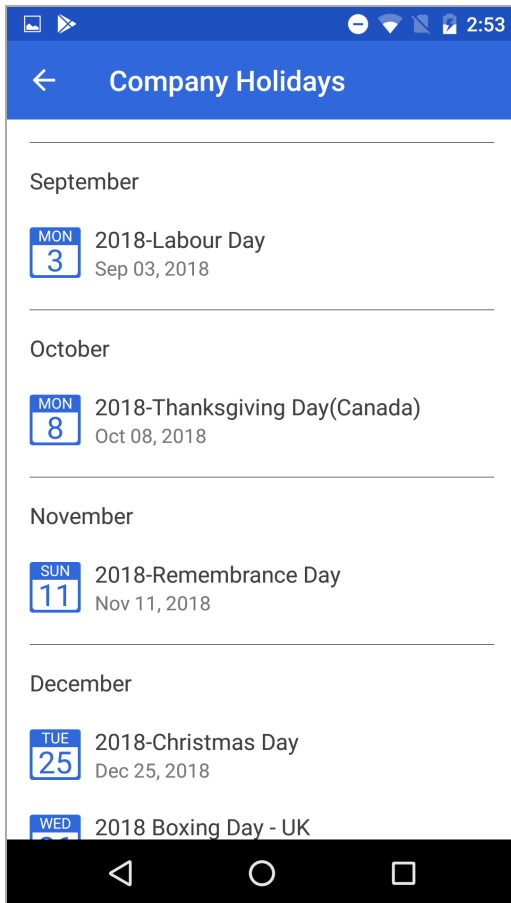 2:53
Company Holidays
September
MON
3
2018-Labour Day
Sep 03, 2018
October
MON
8
2018-Thanksgiving Day(Canada)
Oct 08, 2018
November
SUN
11
2018-Remembrance Day
Nov 11, 2018
December
TUE
25
2018-Christmas Day
Dec 25, 2018
WED
2018 Boxing Day - UK